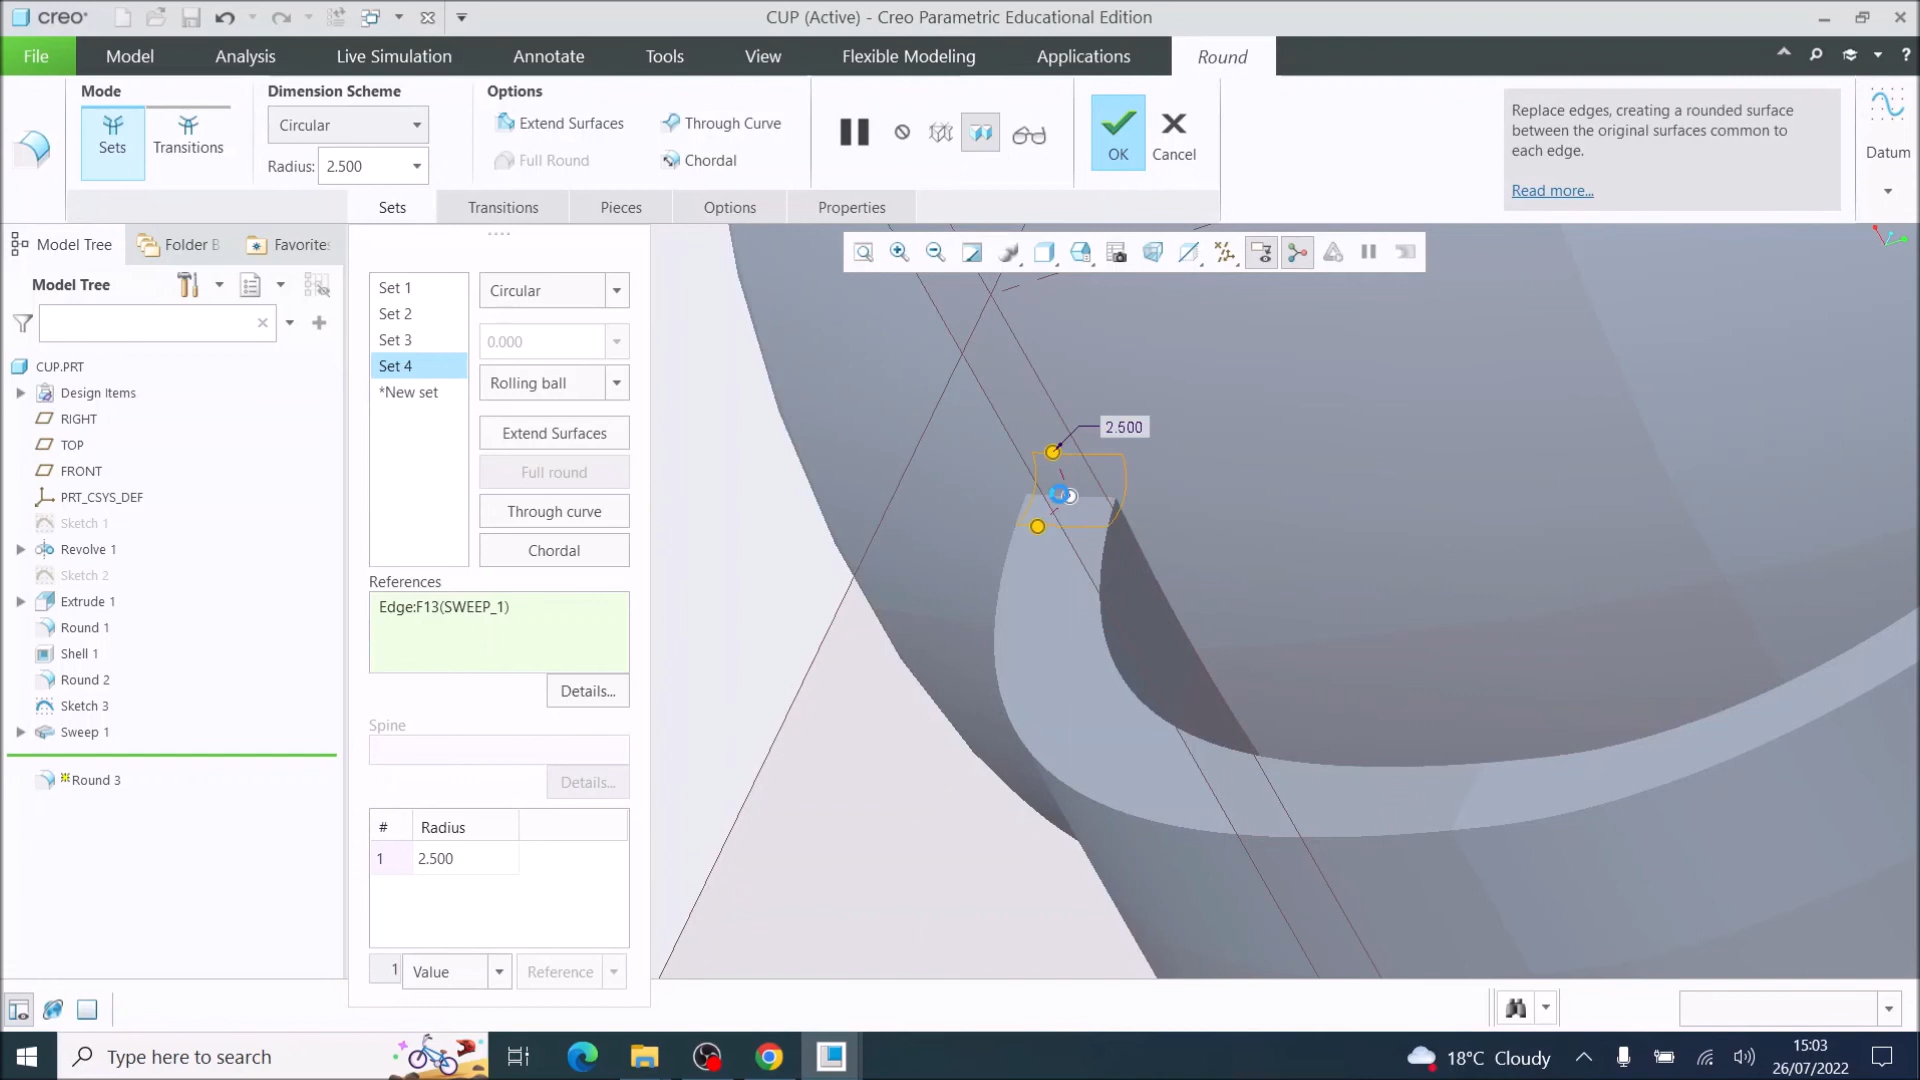 creo®
CUP (Active) - Creo Parametric Educational Edition
File
Model
Analysis
Live Simulation
Annotate
Tools
View
Flexible Modeling
Applications
Round
Mode
Sets
Transitions
Dimension Scheme
Circular
Radius: 2.500
Options
Extend Surfaces
Through Curve
Full Round
Chordal
OK
Cancel
Replace edges, creating a rounded surface
between the original surfaces common to
each edge.
Read more...
Datum
Sets
Transitions
Pieces
Options
Properties
Model Tree
Folder B
Favorites
Model Tree
CUP.PRT
Design Items
RIGHT
TOP
FRONT
PRT_CSYS_DEF
Sketch 1
Revolve 1
Sketch 2
Extrude 1
Round 1
Shell 1
Round 2
Sketch 3
Sweep 1
Round 3
Set 1
Set 2
Set 3
Set 4
*New set
Circular
0.000
Rolling ball
Extend Surfaces
Full round
Through curve
Chordal
References
Edge:F13(SWEEP_1)
Details...
Spine
Details...
# Radius
1 2.500
1 Value Reference
2.500
Type here to search
18°C Cloudy
15:03
26/07/2022